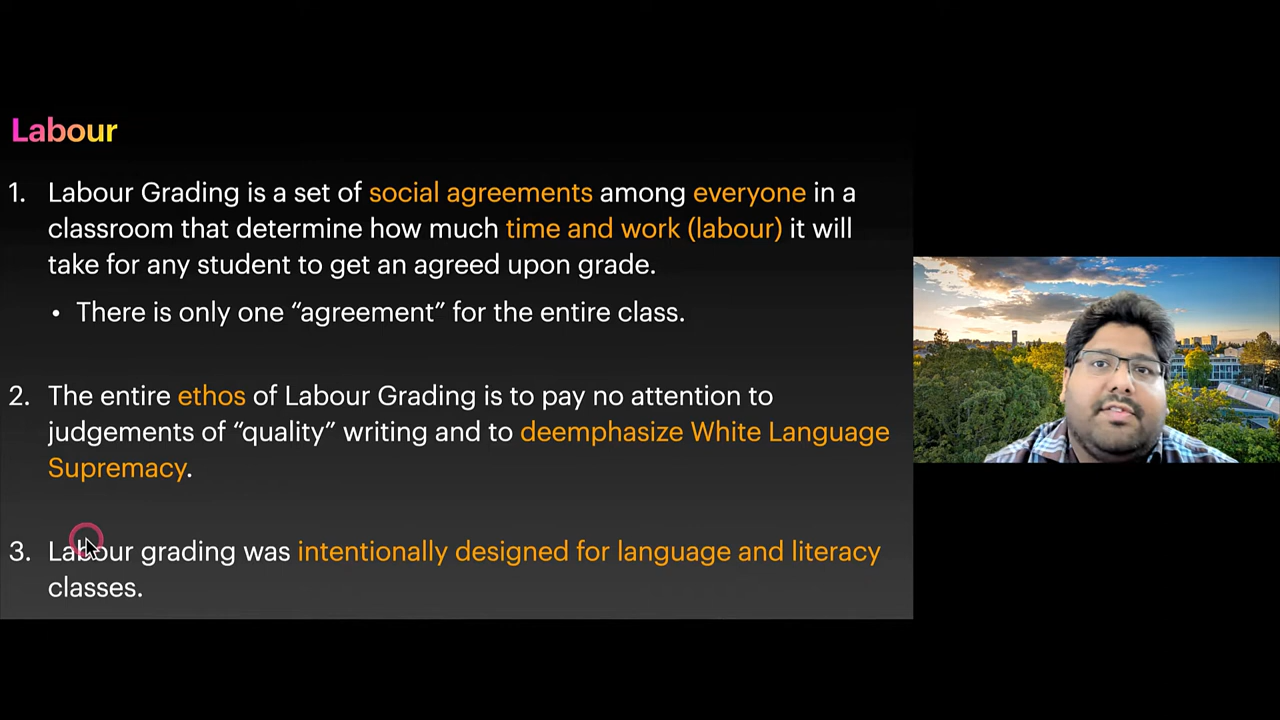 Labour
1. Labour Grading is a set of social agreements among everyone in a
classroom that determine how much time and work (labour) it will
take for any student to get an agreed upon grade.
• There is only one “agreement” for the entire class.
2. The entire ethos of Labour Grading is to pay no attention to
judgements of “quality” writing and to deemphasize White Language
Supremacy.
3. Labour grading was intentionally designed for language and literacy
classes.